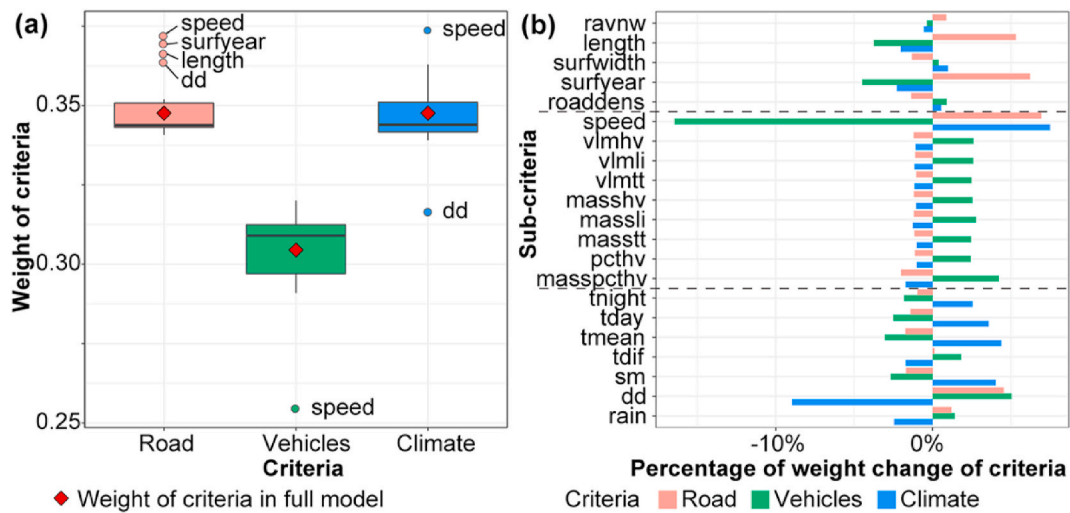 (a)
speed
surfyear
length
dd
speed
dd
speed
0.35
0.30
0.25
Weight of criteria
Road Vehicles Climate
Criteria
Weight of criteria in full model
(b)
Sub-criteria
ravnw
length
surfwidth
surfyear
roaddens
speed
vlmhv
vlmli
vlmtt
masshv
massli
masstt
pcthv
masspcthv
tnight
tday
tmean
tdif
sm
dd
rain
-10% 0%
Percentage of weight change of criteria
Criteria Road Vehicles Climate